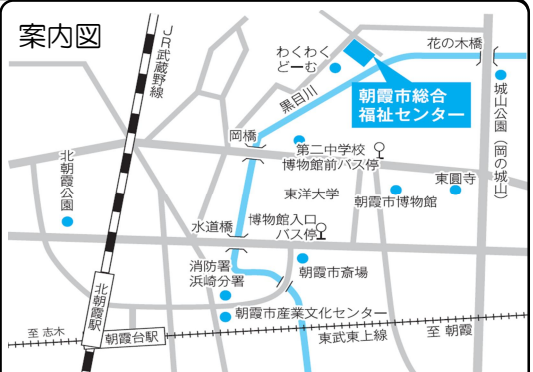 案内図
JR武蔵野線
わくわく
どーむ
花の木橋
黒目川
朝霞市総合
福祉センター
城山公園(岡の城山)
岡橋
第二中学校
博物館前バス停
北朝霞公園
東洋大学
東圓寺
朝霞市博物館
水道橋
博物館入口
バス停
消防署
浜崎分署
朝霞市斎場
北朝霞駅
朝霞市産業文化センター
至 志木
朝霞台駅
東武東上線
至 朝霞